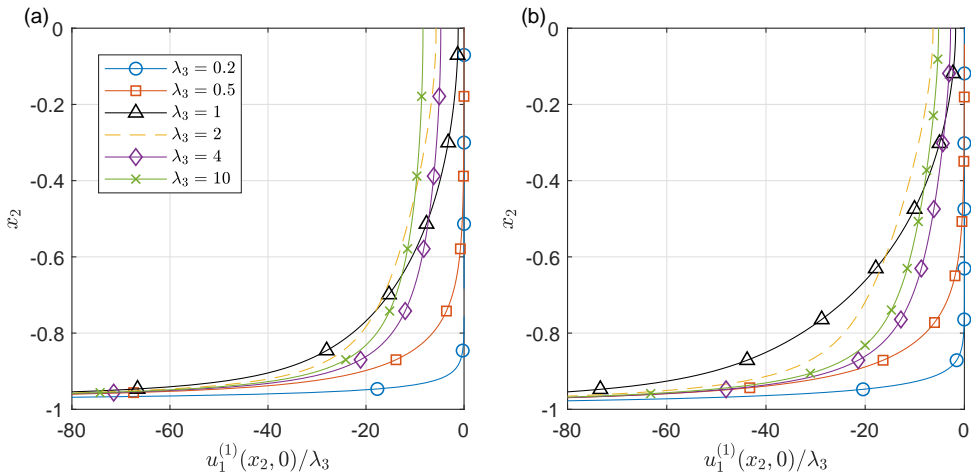 (a)
(b)
0
-0.2
-0.4
-0.6
-0.8
-1
x₂
λ₃ = 0.2
λ₃ = 0.5
λ₃ = 1
λ₃ = 2
λ₃ = 4
λ₃ = 10
-80 -60 -40 -20 0
u₁⁽¹⁾(x₂, 0)/λ₃
0
-0.2
-0.4
-0.6
-0.8
-1
x₂
-80 -60 -40 -20 0
u₁⁽¹⁾(x₂, 0)/λ₃